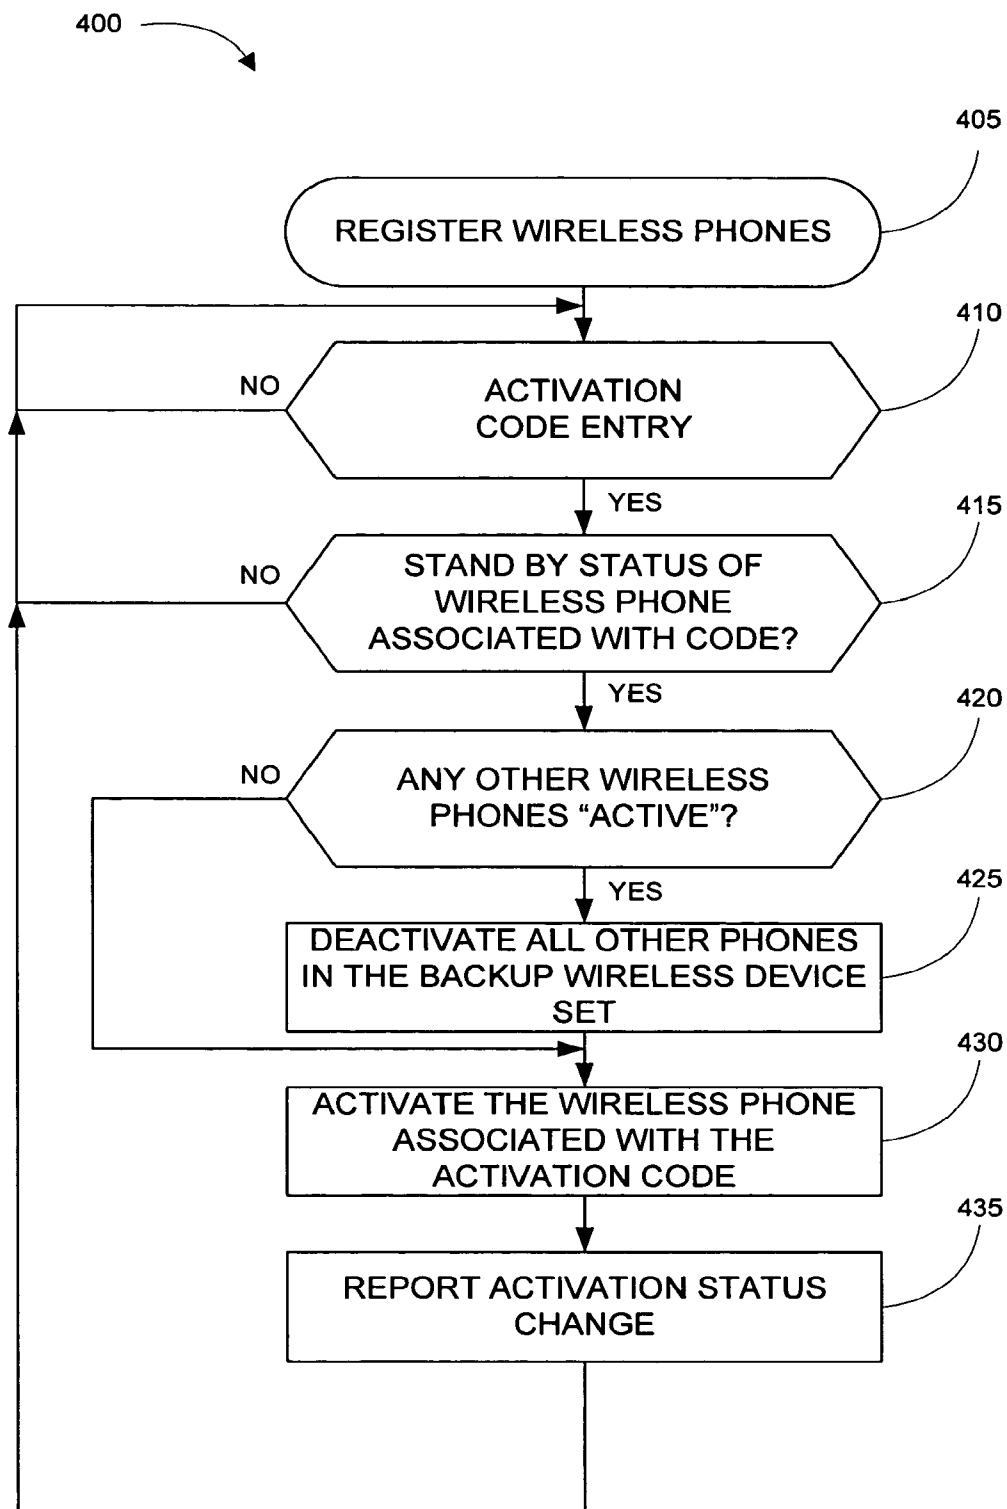 400
405
REGISTER WIRELESS PHONES
410
NO
ACTIVATION
CODE ENTRY
YES
415
NO
STAND BY STATUS OF
WIRELESS PHONE
ASSOCIATED WITH CODE?
YES
420
NO
ANY OTHER WIRELESS
PHONES “ACTIVE”?
YES
425
DEACTIVATE ALL OTHER PHONES
IN THE BACKUP WIRELESS DEVICE
SET
430
ACTIVATE THE WIRELESS PHONE
ASSOCIATED WITH THE
ACTIVATION CODE
435
REPORT ACTIVATION STATUS
CHANGE